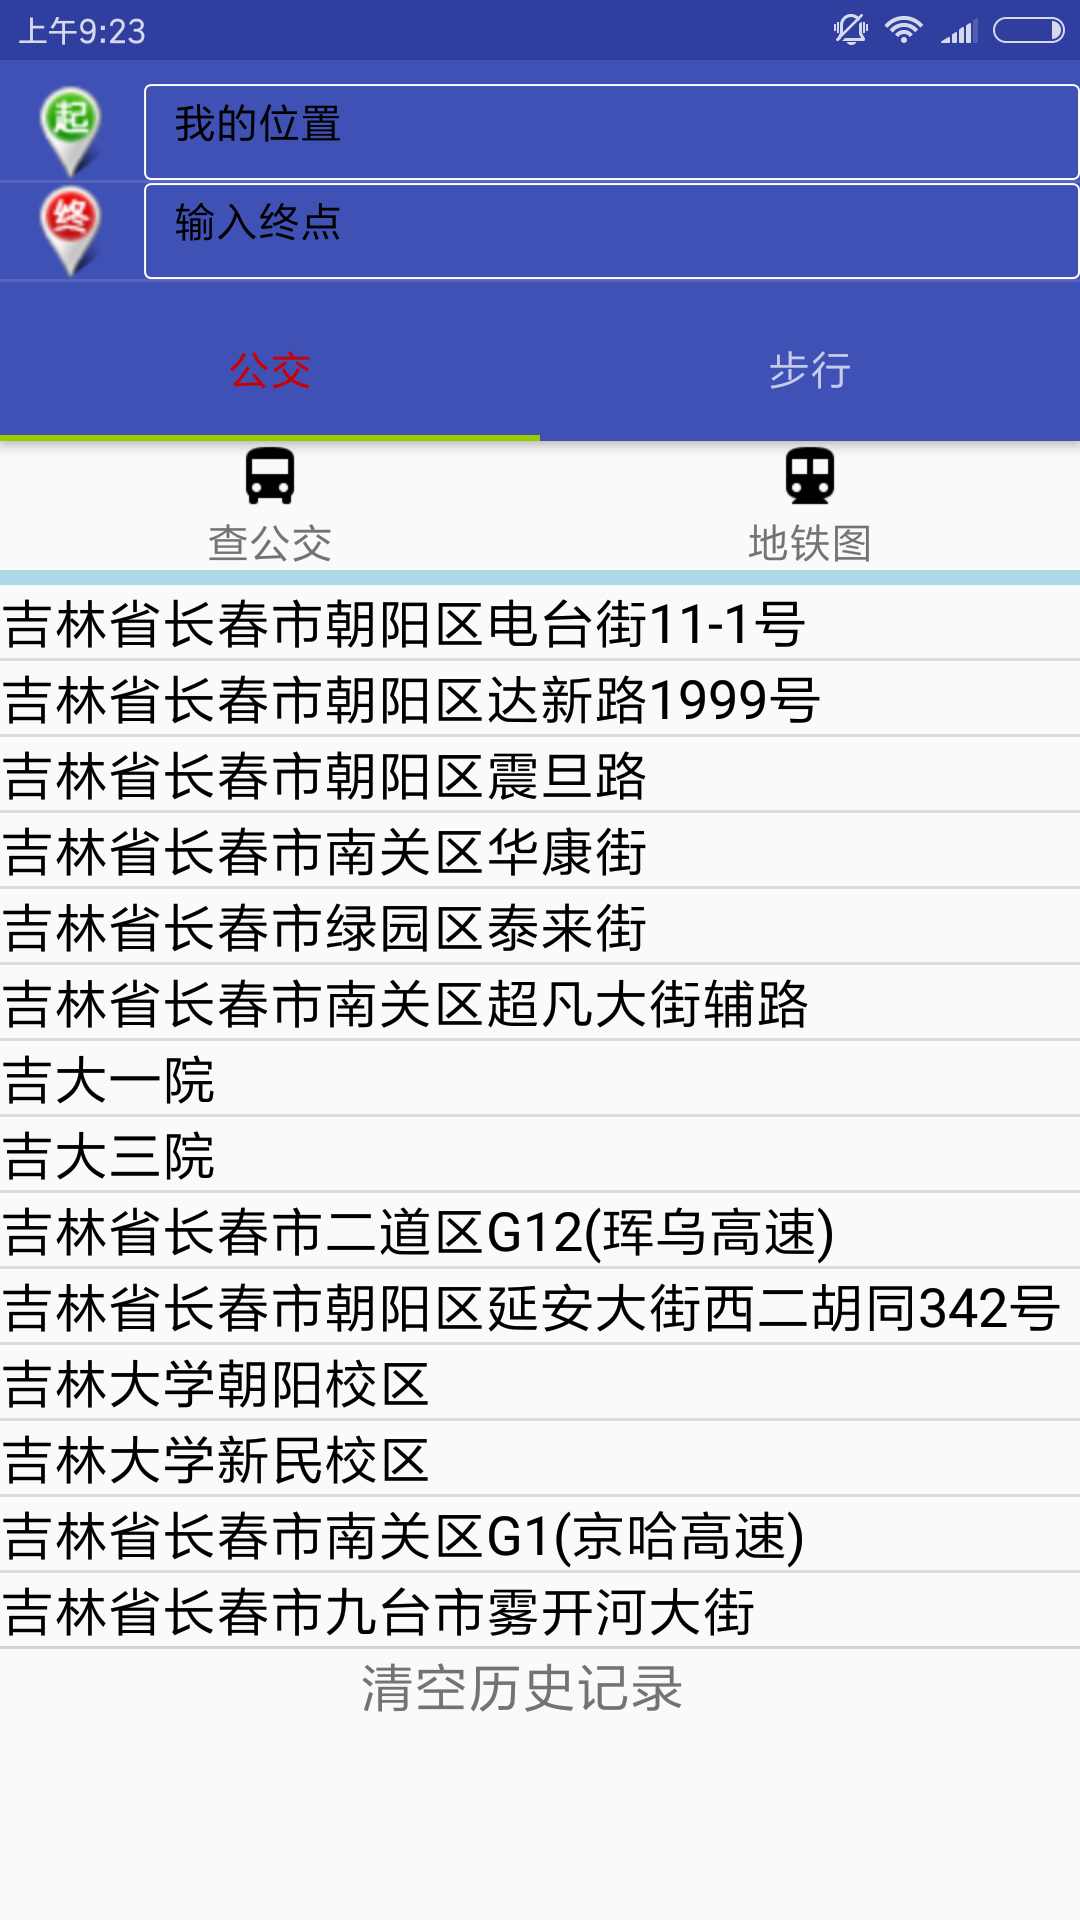 上午9:23
起
我的位置
终
输入终点
公交
步行
查公交
地铁图
吉林省长春市朝阳区电台街11-1号
吉林省长春市朝阳区达新路1999号
吉林省长春市朝阳区震旦路
吉林省长春市南关区华康街
吉林省长春市绿园区泰来街
吉林省长春市南关区超凡大街辅路
吉大一院
吉大三院
吉林省长春市二道区G12(珲乌高速)
吉林省长春市朝阳区延安大街西二胡同342号
吉林大学朝阳校区
吉林大学新民校区
吉林省长春市南关区G1(京哈高速)
吉林省长春市九台市雾开河大街
清空历史记录